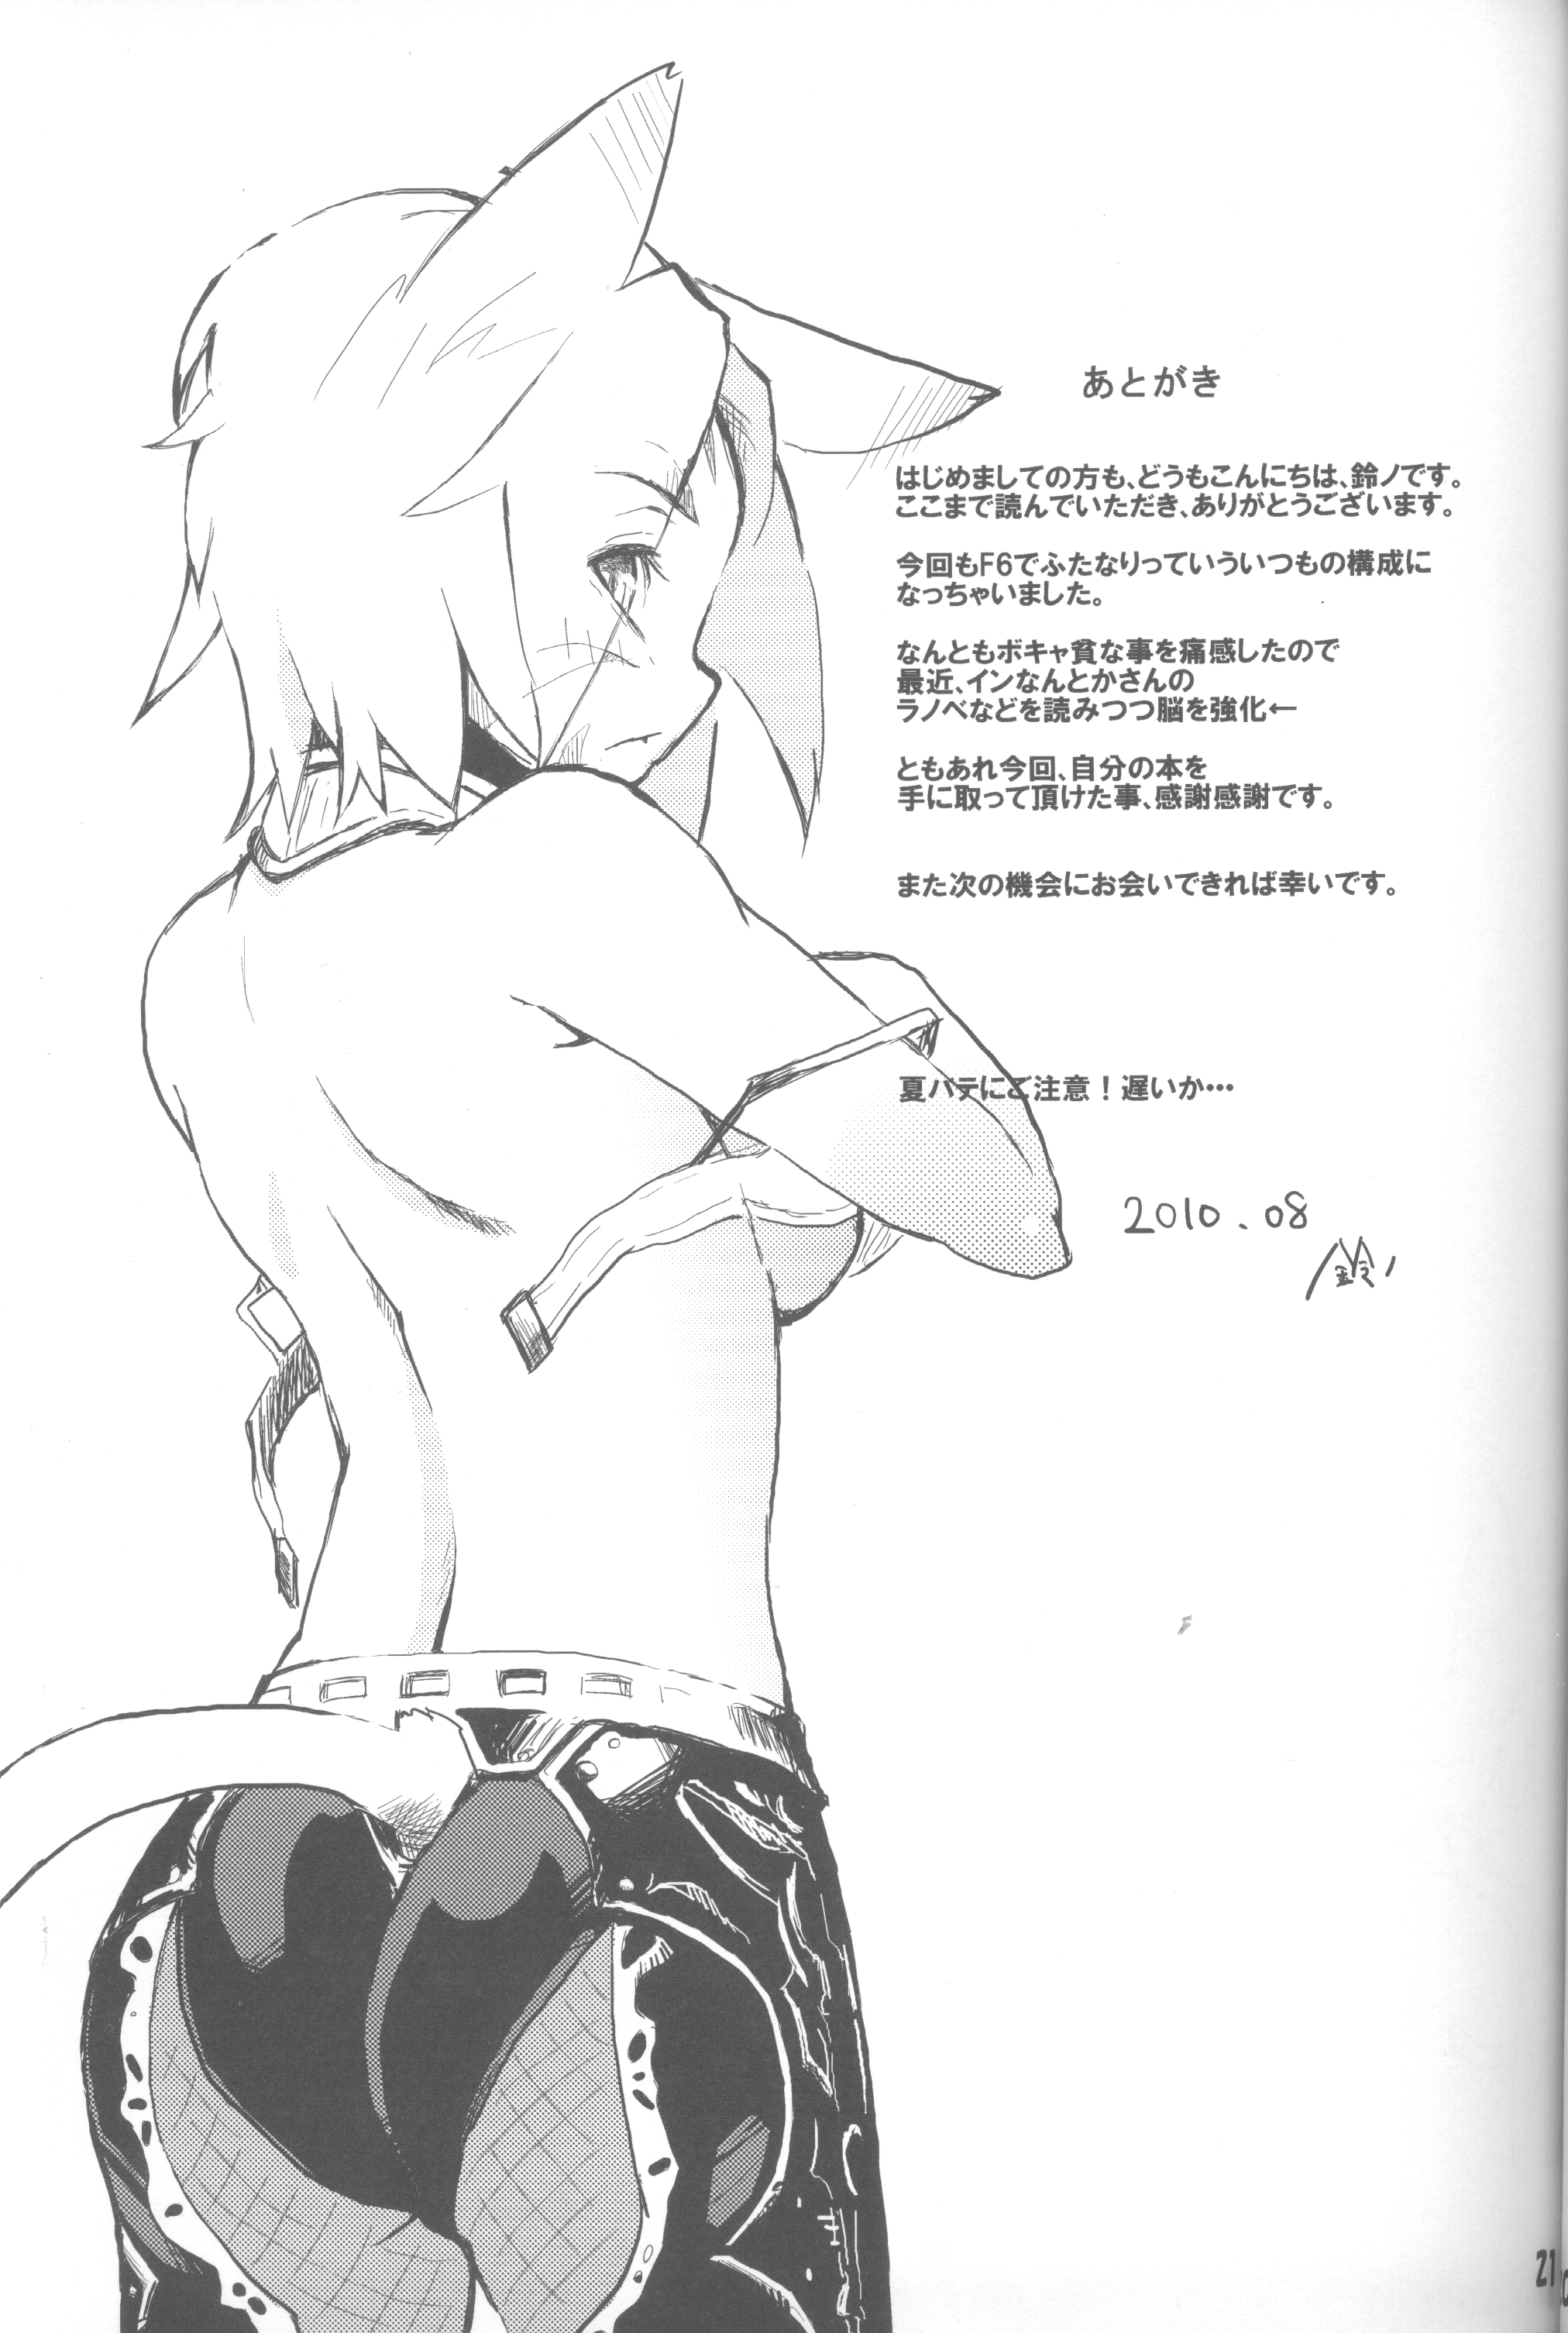 あとがき
はじめましての方も、どうもこんにちは、鈴ノです。
ここまで読んでいただき、ありがとうございます。
今回もF6でふたなりっていういつもの構成に
なっちゃいました。
なんともボキャ貧な事を痛感したので
最近、インなんとかさんの
ラノベなどを読みつつ脳を強化←
ともあれ今回、自分の本を
手に取って頂けた事、感謝感謝です。
また次の機会にお会いできれば幸いです。
夏バテにご注意！遅いか…
2010.08
鈴ノ
21